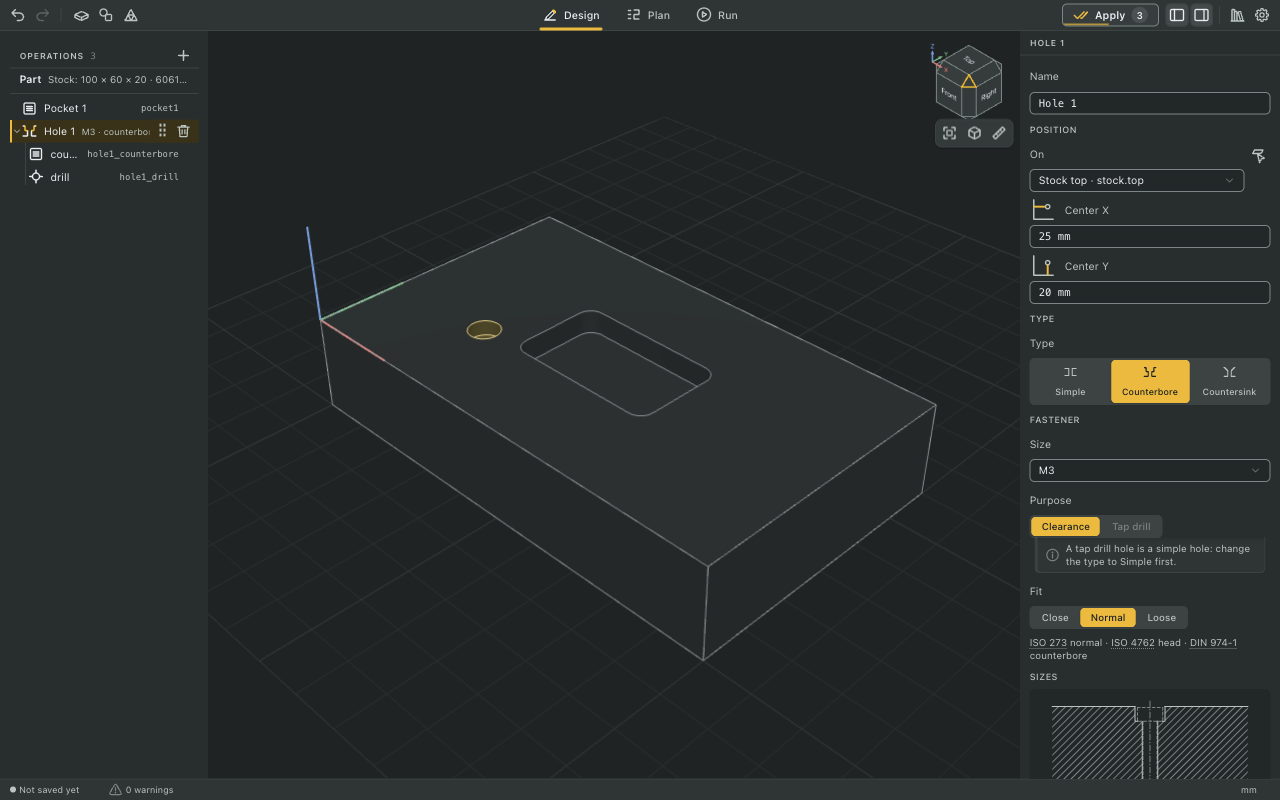 Design
Plan
Run
Apply 3
OPERATIONS 3
Part Stock: 100 × 60 × 20 · 6061...
Pocket 1 pocket1
Hole 1 M3 · counterbo
cou... hole1_counterbore
drill hole1_drill
Z
Y
X
Top
Front
Right
HOLE 1
Name
Hole 1
POSITION
On
Stock top · stock.top
Center X
25 mm
Center Y
20 mm
TYPE
Type
Simple
Counterbore
Countersink
FASTENER
Size
M3
Purpose
Clearance
Tap drill
A tap drill hole is a simple hole: change
the type to Simple first.
Fit
Close
Normal
Loose
ISO 273 normal · ISO 4762 head · DIN 974-1
counterbore
SIZES
Not saved yet
0 warnings
mm